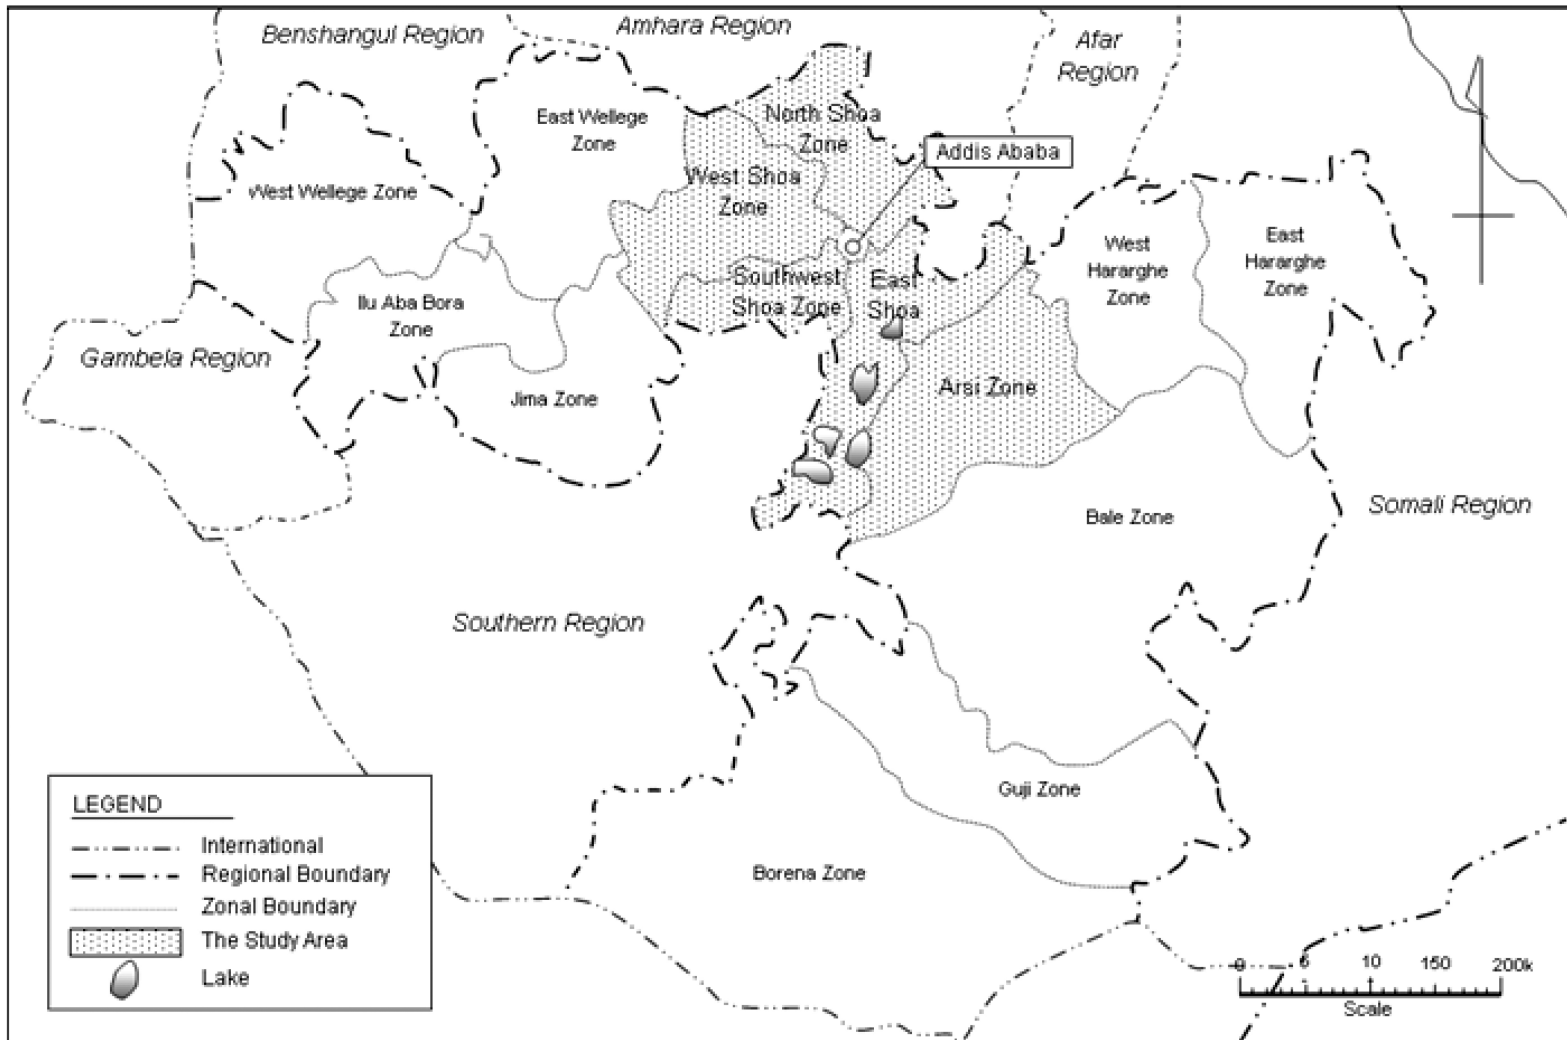 Benshangul Region
Amhara Region
Afar
Region
East Wellege
Zone
North Shoa
Zone
Addis Ababa
West Wellege Zone
West Shoa
Zone
West
Hararghe
Zone
East
Hararghe
Zone
Southwest
Shoa Zone
East
Shoa
Ilu Aba Bora
Zone
Gambela Region
Jima Zone
Arsi Zone
Bale Zone
Somali Region
Southern Region
Guji Zone
Borena Zone
LEGEND
International
Regional Boundary
Zonal Boundary
The Study Area
Lake
0 5 10 150 200k
Scale